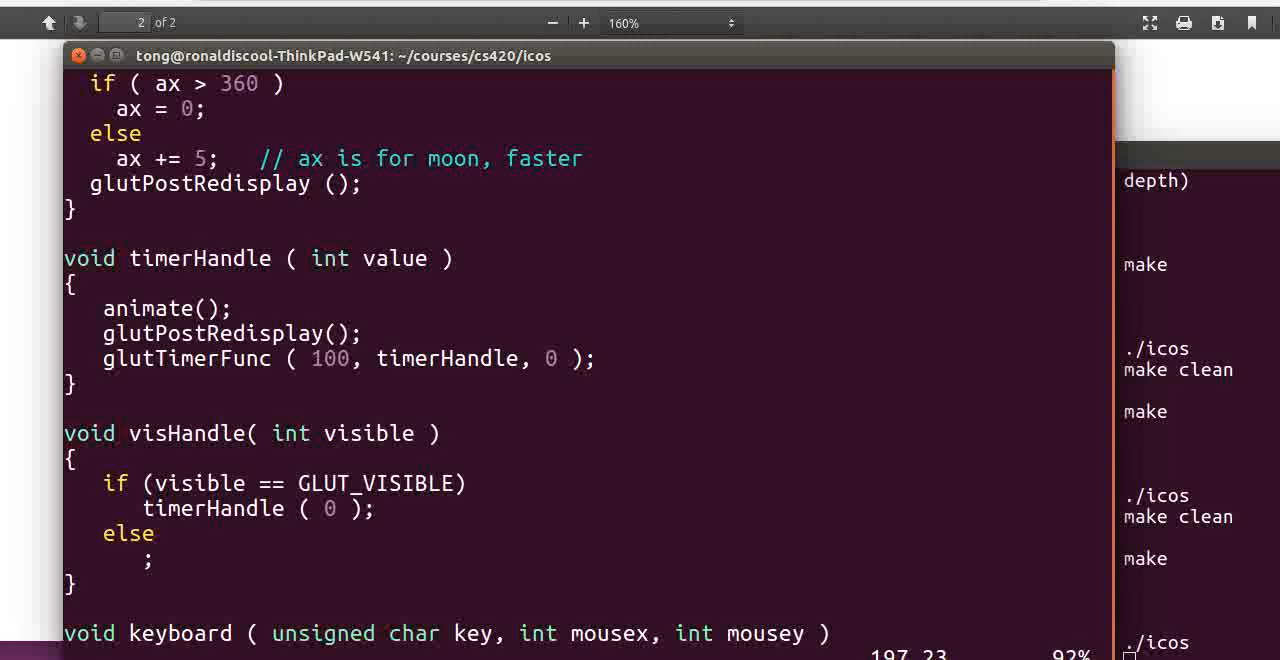 2 of 2
160%
tong@ronaldiscool-ThinkPad-W541: ~/courses/cs420/icos
if ( ax > 360 )
ax = 0;
else
ax += 5;   // ax is for moon, faster
glutPostRedisplay ();
}
void timerHandle ( int value )
{
animate();
glutPostRedisplay();
glutTimerFunc ( 100, timerHandle, 0 );
}
void visHandle( int visible )
{
if (visible == GLUT_VISIBLE)
timerHandle ( 0 );
else
;
}
void keyboard ( unsigned char key, int mousex, int mousey )
197,23
92%
depth)
make
./icos
make clean
make
./icos
make clean
make
./icos